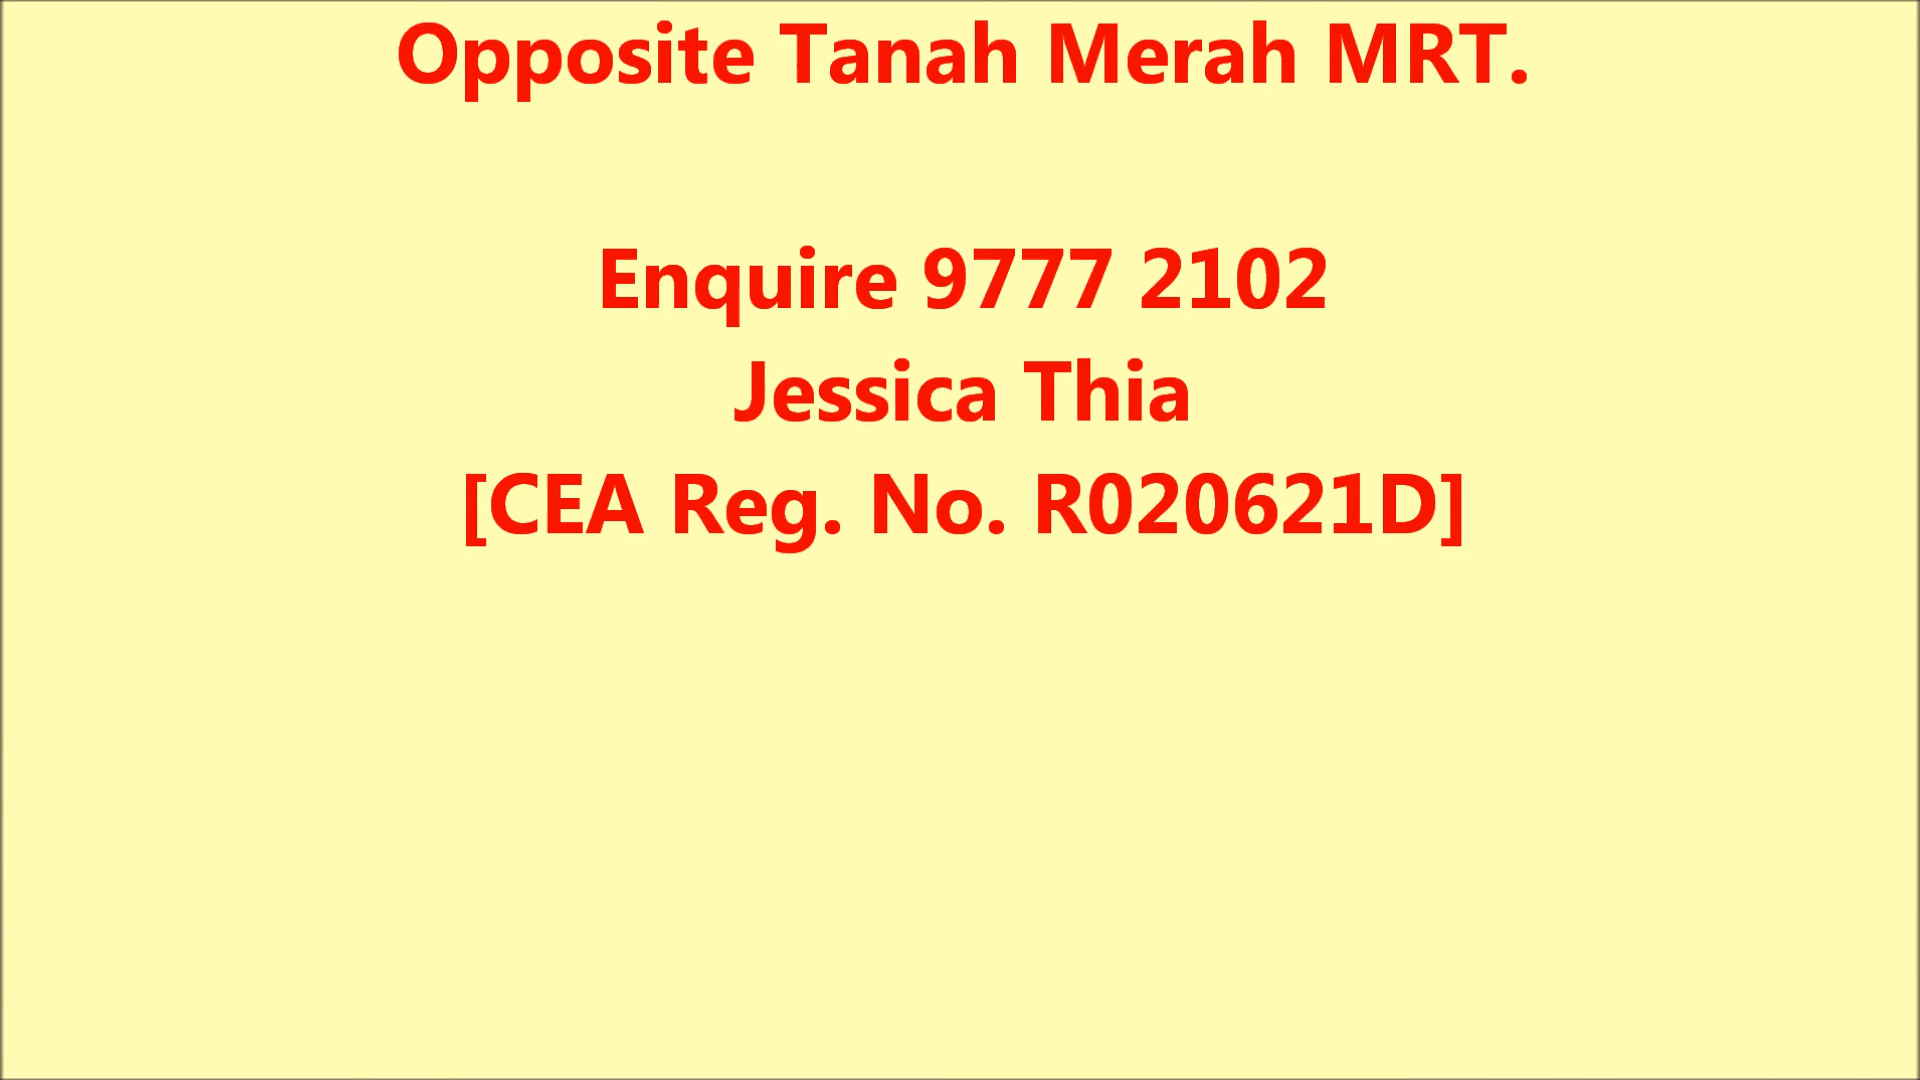 Opposite Tanah Merah MRT.
Enquire 9777 2102
Jessica Thia
[CEA Reg. No. R020621D]